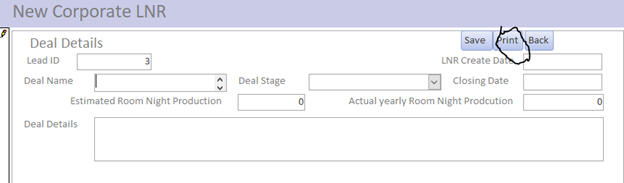 New Corporate LNR
Deal Details Save Print Back
Lead ID 3 LNR Create Date
Deal Name Deal Stage Closing Date
Estimated Room Night Production 0 Actual yearly Room Night Prodcution 0
Deal Details